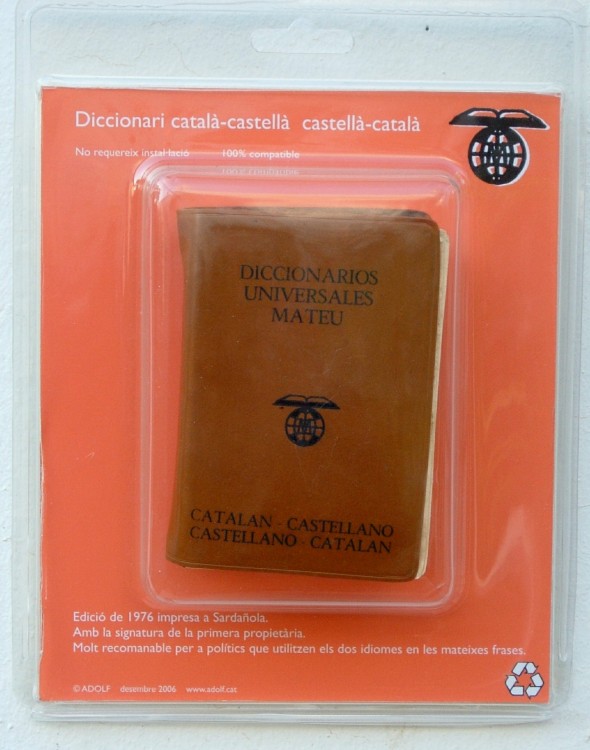 Diccionari català-castellà castellà-català
No requereix instal·lació 100% compatible
DICCIONARIOS
UNIVERSALES
MATEU
CATALAN - CASTELLANO
CASTELLANO - CATALAN
Edició de 1976 impresa a Sardañola.
Amb la signatura de la primera propietària.
Molt recomanable per a polítics que utilitzen els dos idiomes en les mateixes frases.
© ADOLF desembre 2006 www.adolf.cat